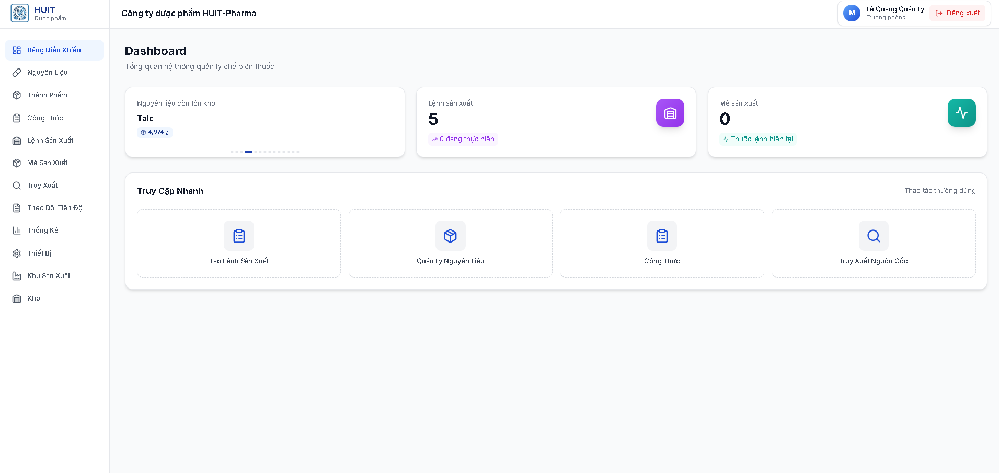 HUIT
Dược phẩm
Công ty dược phẩm HUIT-Pharma
M
Lê Quang Quản Lý
Trưởng phòng
Đăng xuất
Bảng Điều Khiển
Nguyên Liệu
Thành Phẩm
Công Thức
Lệnh Sản Xuất
Mẻ Sản Xuất
Truy Xuất
Theo Dõi Tiến Độ
Thống Kê
Thiết Bị
Khu Sản Xuất
Kho
Dashboard
Tổng quan hệ thống quản lý chế biến thuốc
Nguyên liệu còn tồn kho
Talc
4,974 g
Lệnh sản xuất
5
0 đang thực hiện
Mẻ sản xuất
0
Thuộc lệnh hiện tại
Truy Cập Nhanh
Thao tác thường dùng
Tạo Lệnh Sản Xuất
Quản Lý Nguyên Liệu
Công Thức
Truy Xuất Nguồn Gốc